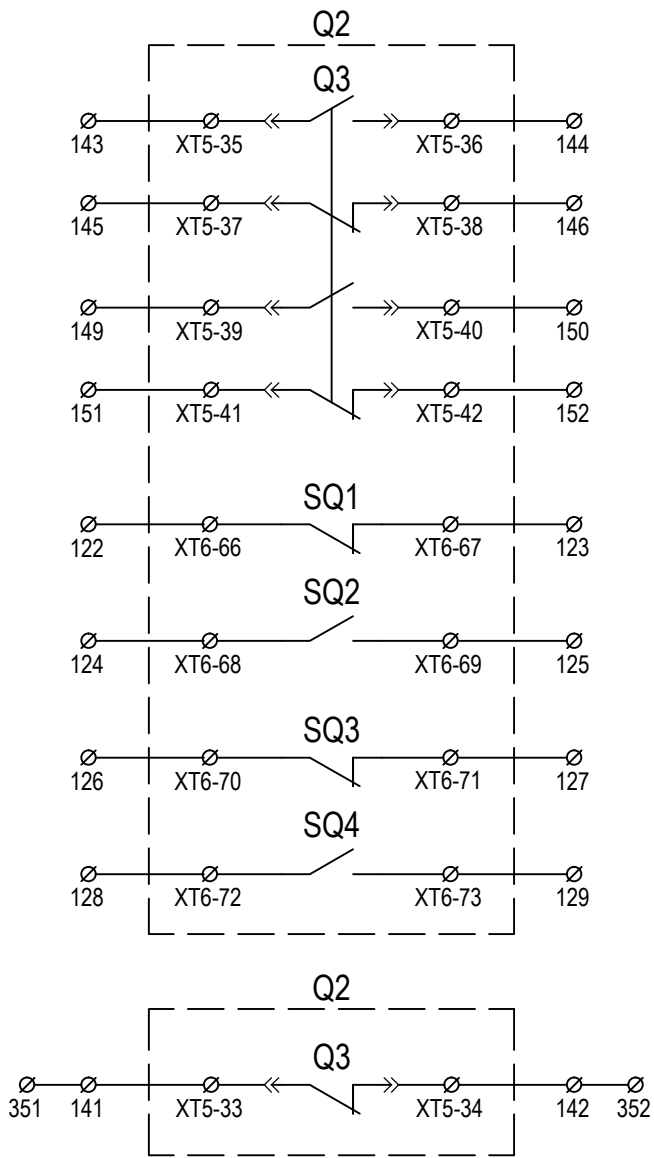 Q2
Q3
143 XT5-35 XT5-36 144
145 XT5-37 XT5-38 146
149 XT5-39 XT5-40 150
151 XT5-41 XT5-42 152
SQ1
122 XT6-66 XT6-67 123
SQ2
124 XT6-68 XT6-69 125
SQ3
126 XT6-70 XT6-71 127
SQ4
128 XT6-72 XT6-73 129
Q2
Q3
351 141 XT5-33 XT5-34 142 352